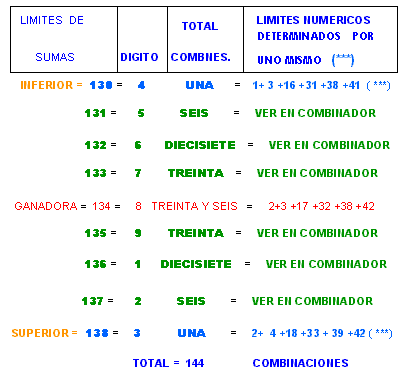 LIMITES DE SUMAS DIGITO TOTAL COMBNES. LIMITES NUMERICOS DETERMINADOS POR UNO MISMO (***)
INFERIOR = 130 = 4 UNA = 1+ 3 +16 +31 +38 +41 ( ***)
131 = 5 SEIS = VER EN COMBINADOR
132 = 6 DIECISIETE = VER EN COMBINADOR
133 = 7 TREINTA = VER EN COMBINADOR
GANADORA = 134 = 8 TREINTA Y SEIS = 2+3 +17 +32 +38 +42
135 = 9 TREINTA = VER EN COMBINADOR
136 = 1 DIECISIETE = VER EN COMBINADOR
137 = 2 SEIS = VER EN COMBINADOR
SUPERIOR = 138 = 3 UNA = 2+ 4 +18 +33 + 39 +42 ( ***)
TOTAL = 144 COMBINACIONES